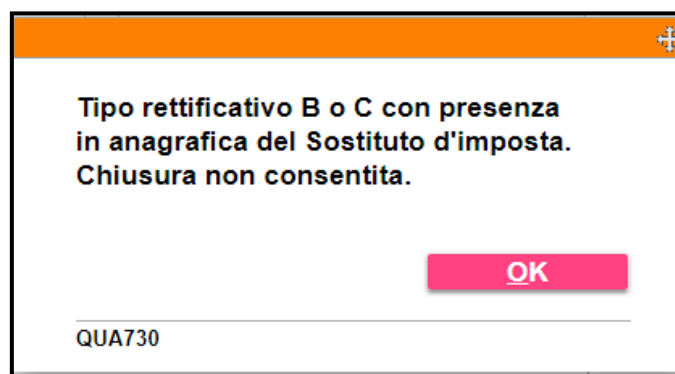 Tipo rettificativo B o C con presenza
in anagrafica del Sostituto d'imposta.
Chiusura non consentita.
OK
QUA730